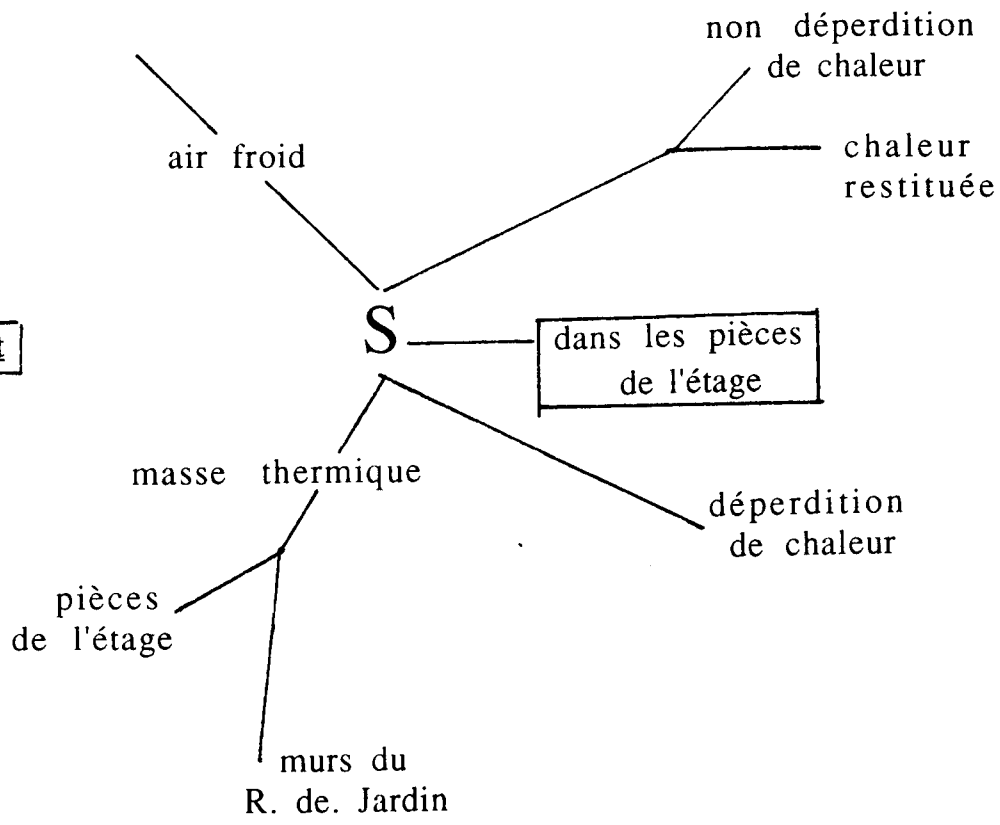 non déperdition
de chaleur
air froid
chaleur
restituée
S
dans les pièces
de l'étage
masse thermique
déperdition
de chaleur
pièces
de l'étage
murs du
R. de. Jardin